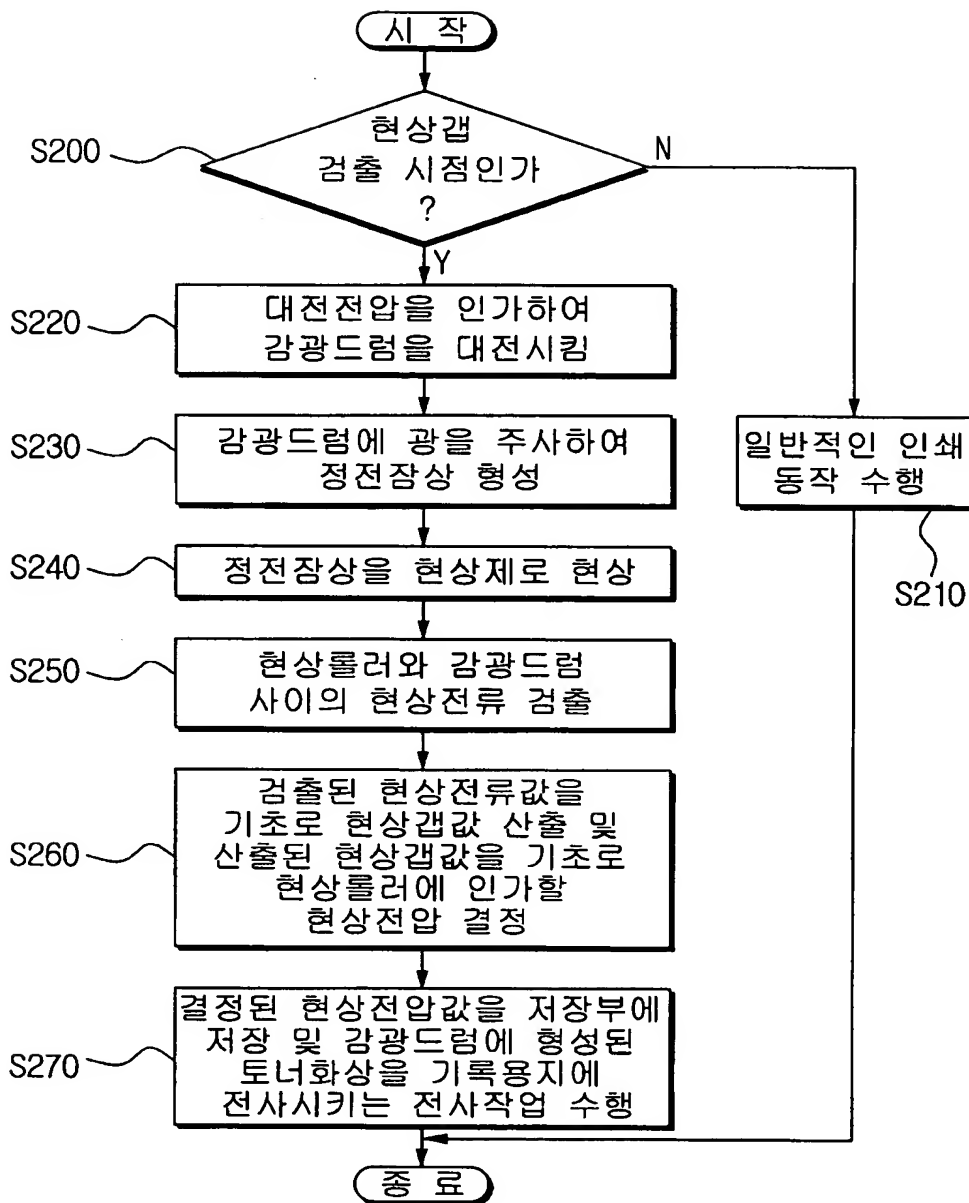 시 작
현상갭
검출 시점인가
?
S200
N
Y
S220
대전전압을 인가하여
감광드럼을 대전시킴
S230
감광드럼에 광을 주사하여
정전잠상 형성
일반적인 인쇄
동작 수행
S210
S240
정전잠상을 현상제로 현상
S250
현상롤러와 감광드럼
사이의 현상전류 검출
S260
검출된 현상전류값을
기초로 현상갭값 산출 및
산출된 현상갭값을 기초로
현상롤러에 인가할
현상전압 결정
S270
결정된 현상전압값을 저장부에
저장 및 감광드럼에 형성된
토너화상을 기록용지에
전사시키는 전사작업 수행
종 료